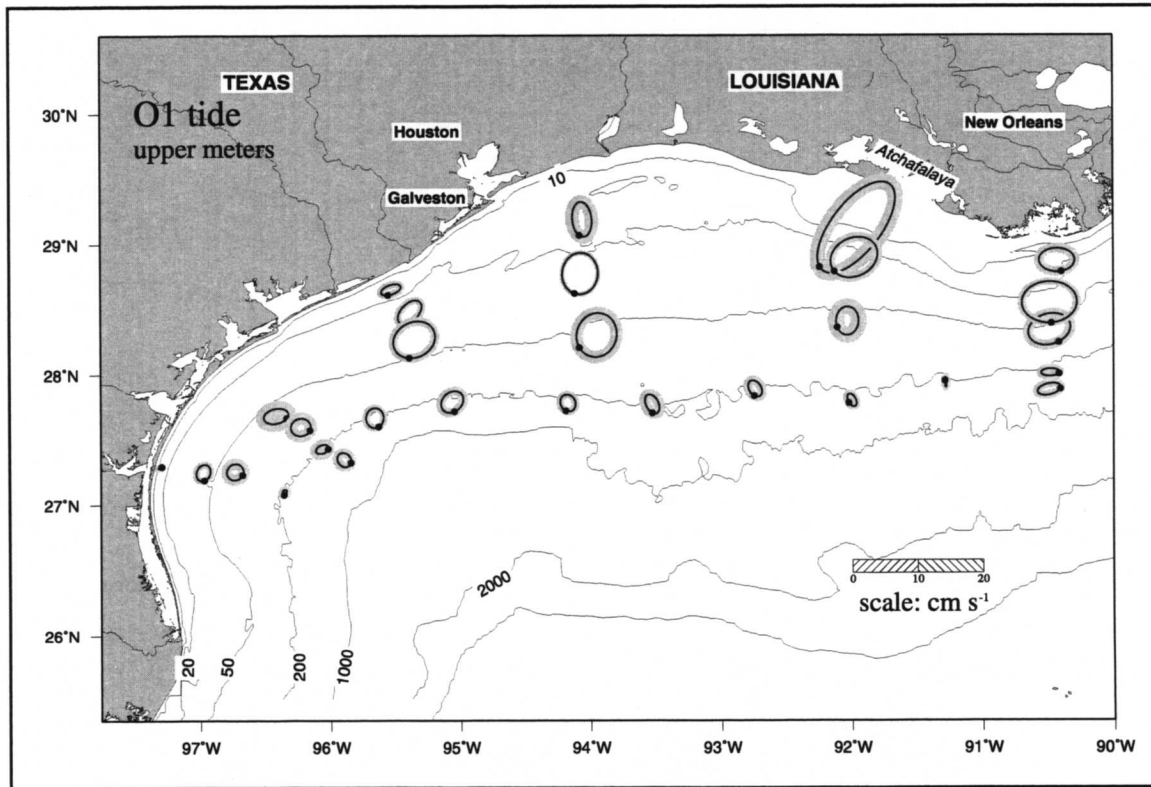 TEXAS
LOUISIANA
30°N
O1 tide
upper meters
Houston
New Orleans
Atchafalaya
10
Galveston
29°N
28°N
27°N
2000
0 10 20
scale: cm s⁻¹
26°N
20
50
200
1000
97°W 96°W 95°W 94°W 93°W 92°W 91°W 90°W